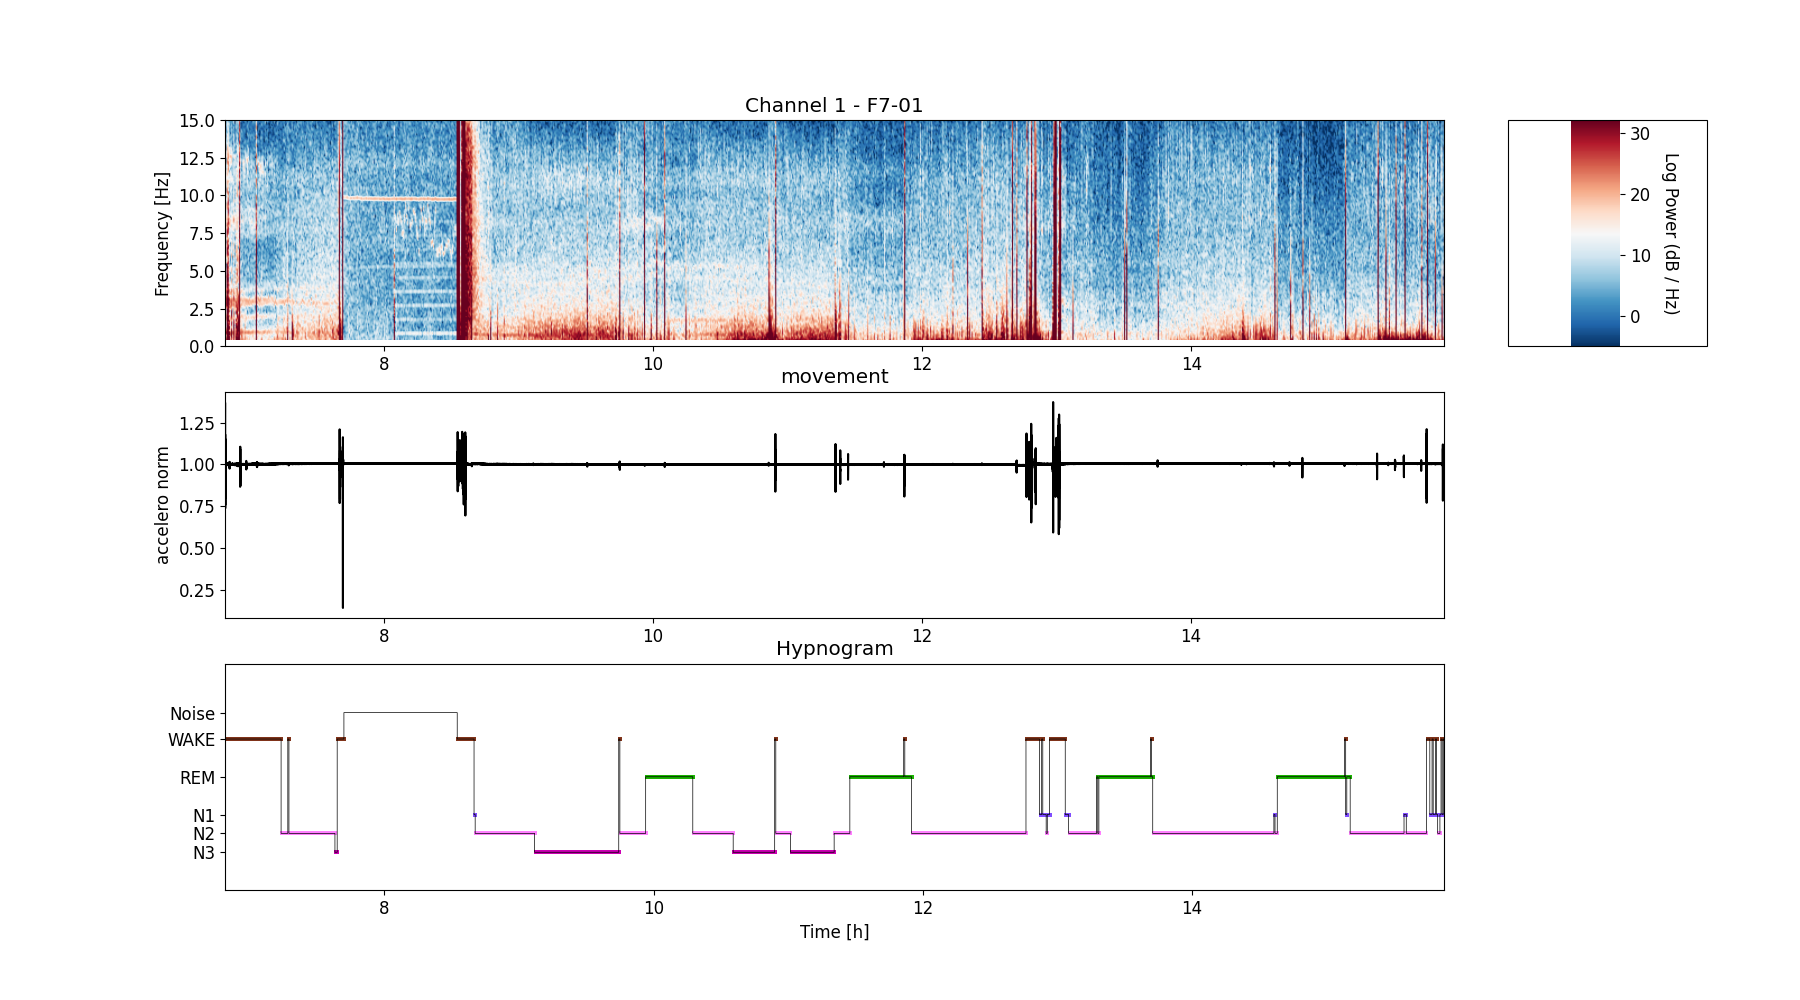 Channel 1 - F7-01
15.0
12.5
10.0
7.5
5.0
2.5
0.0
Frequency [Hz]
8 10 12 14
30
20
10
0
Log Power (dB / Hz)
movement
1.25
1.00
0.75
0.50
0.25
accelero norm
8 10 12 14
Hypnogram
Noise
WAKE
REM
N1
N2
N3
8 10 12 14
Time [h]